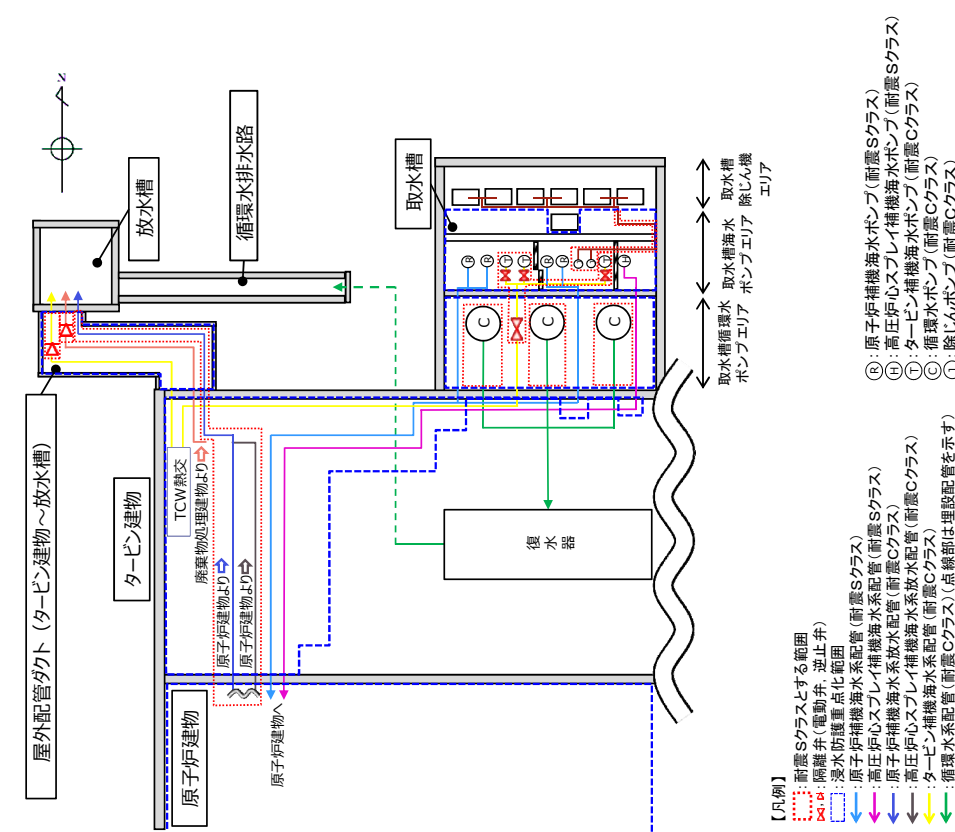 N
放水槽
循環水排水路
取水槽
取水槽
除じん機
エリア
取水槽海水
ポンプエリア
取水槽循環水
ポンプエリア
屋外配管ダクト（タービン建物～放水槽）
タービン建物
原子炉建物
TCW熱交
廃棄物処理建物より
原子炉建物より
原子炉建物より
原子炉建物へ
復水器
R
R
T
T
R
R
T
H
C
C
C
【凡例】
:耐震Sクラスとする範囲
:隔離弁(電動弁, 逆止弁)
:浸水防護重点化範囲
:原子炉補機海水系配管(耐震Sクラス)
:高圧炉心スプレイ補機海水系配管(耐震Sクラス)
:原子炉補機海水系放水配管(耐震Cクラス)
:高圧炉心スプレイ補機海水系放水配管(耐震Cクラス)
:タービン補機海水系配管(耐震Cクラス)
:循環水系配管(耐震Cクラス)(点線部は埋設配管を示す)
Ⓡ:原子炉補機海水ポンプ(耐震Sクラス)
Ⓗ:高圧炉心スプレイ補機海水ポンプ(耐震Sクラス)
Ⓣ:タービン補機海水ポンプ(耐震Cクラス)
Ⓒ:循環水ポンプ(耐震Cクラス)
:除じんポンプ(耐震Cクラス)